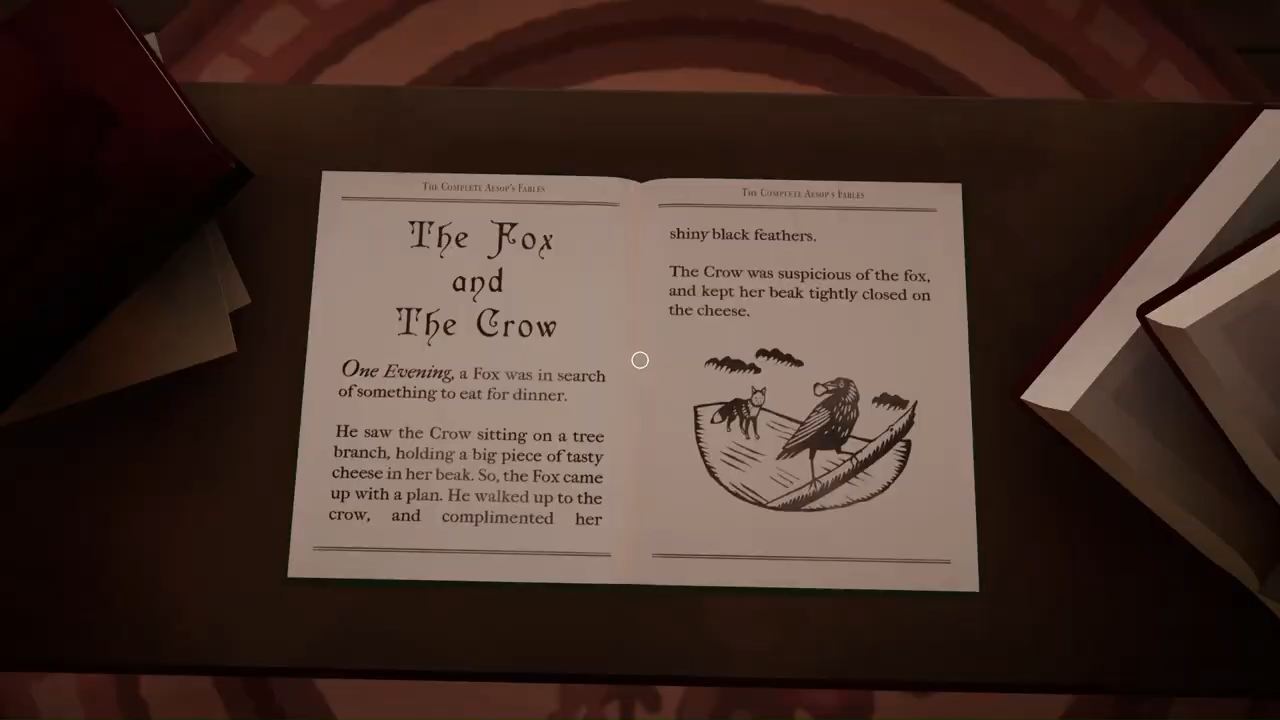 The Complete Aesop's Fables
The Fox
and
The Crow
One Evening, a Fox was in search
of something to eat for dinner.
He saw the Crow sitting on a tree
branch, holding a big piece of tasty
cheese in her beak. So, the Fox came
up with a plan. He walked up to the
crow, and complimented her
The Complete Aesop's Fables
shiny black feathers.
The Crow was suspicious of the fox,
and kept her beak tightly closed on
the cheese.